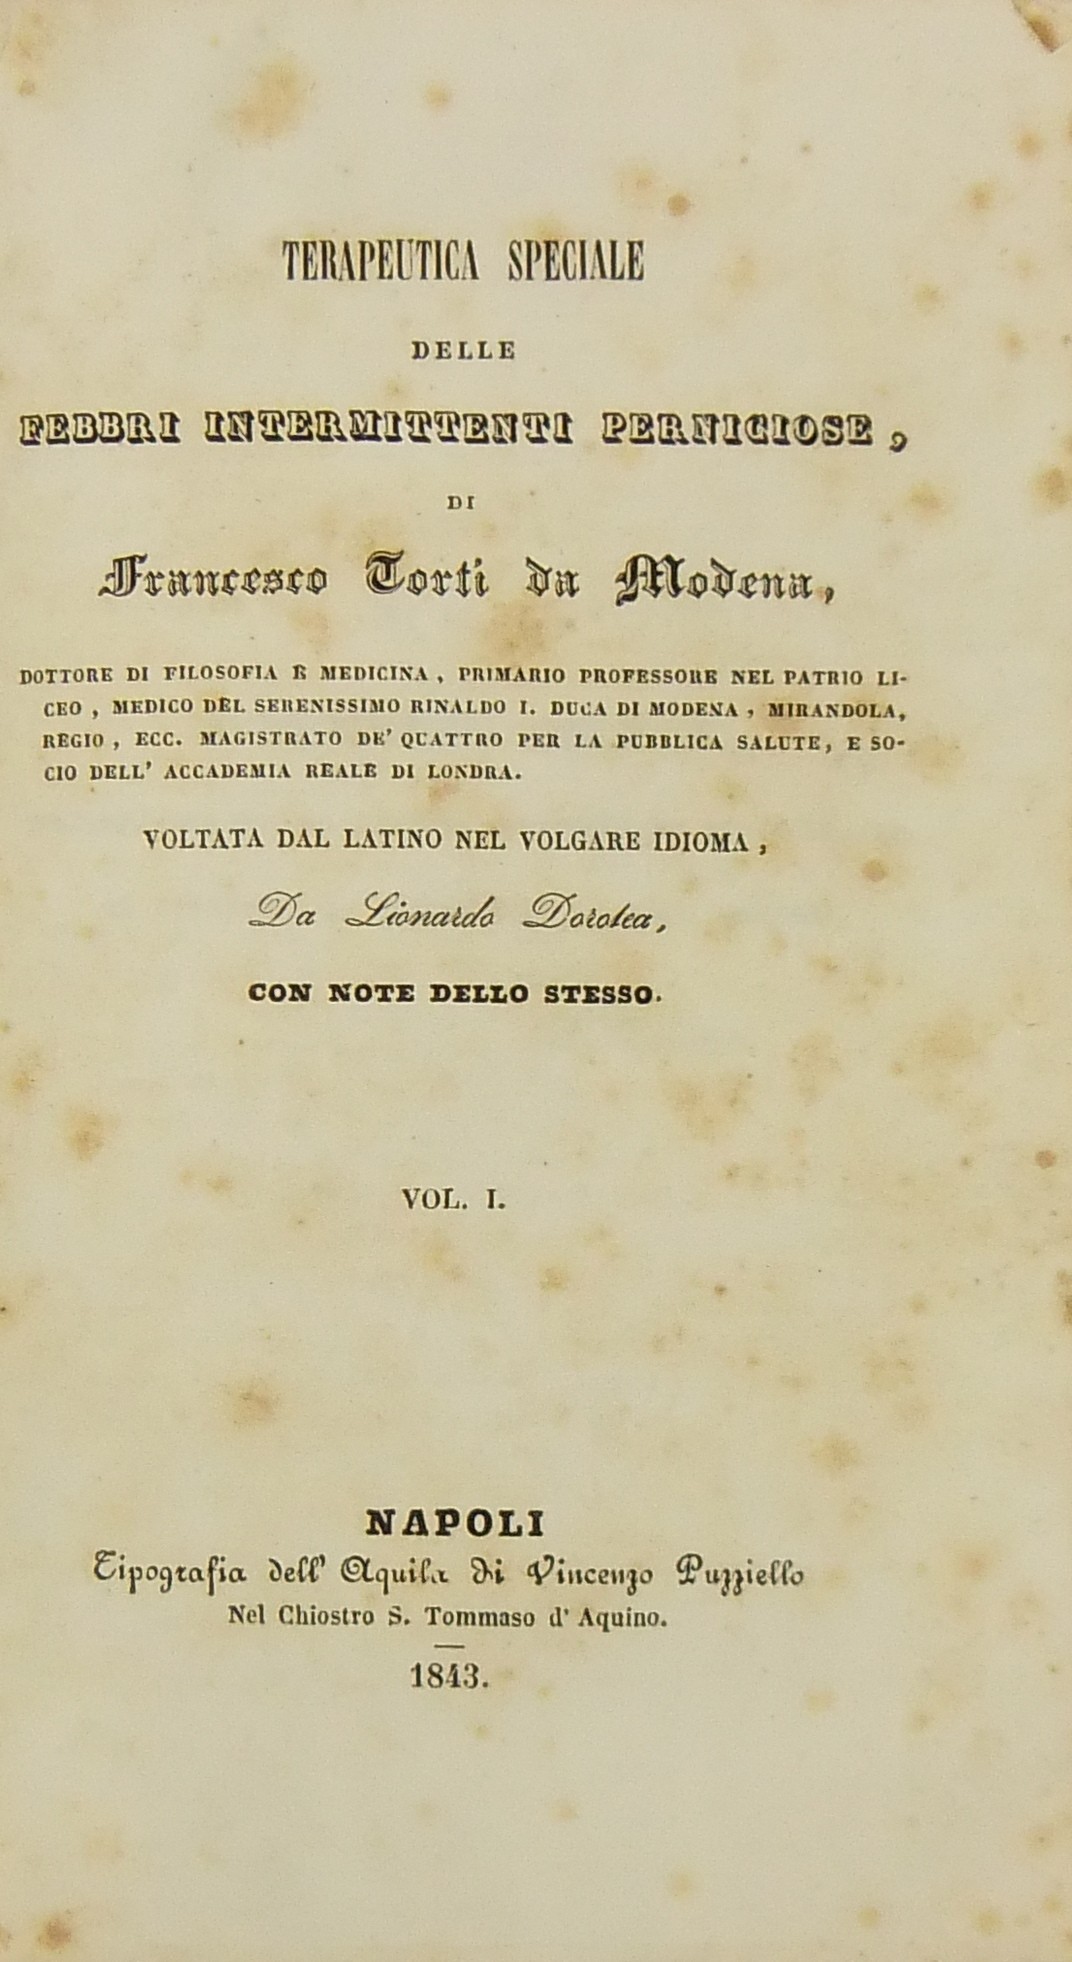 TERAPEUTICA SPECIALE
DELLE
FEBBRI INTERMITTENTI PERNICIOSE,
DI
Francesco Torti da Modena,
DOTTORE DI FILOSOFIA E MEDICINA, PRIMARIO PROFESSORE NEL PATRIO LI-
CEO, MEDICO DEL SERENISSIMO RINALDO I. DUCA DI MODENA, MIRANDOLA,
REGIO, ECC. MAGISTRATO DE' QUATTRO PER LA PUBBLICA SALUTE, E SO-
CIO DELL' ACCADEMIA REALE DI LONDRA.
VOLTATA DAL LATINO NEL VOLGARE IDIOMA,
Da Lionardo Dorotea,
CON NOTE DELLO STESSO.
VOL. I.
NAPOLI
Tipografia dell' Aquila di Vincenzo Puzziello
Nel Chiostro S. Tommaso d' Aquino.
1843.